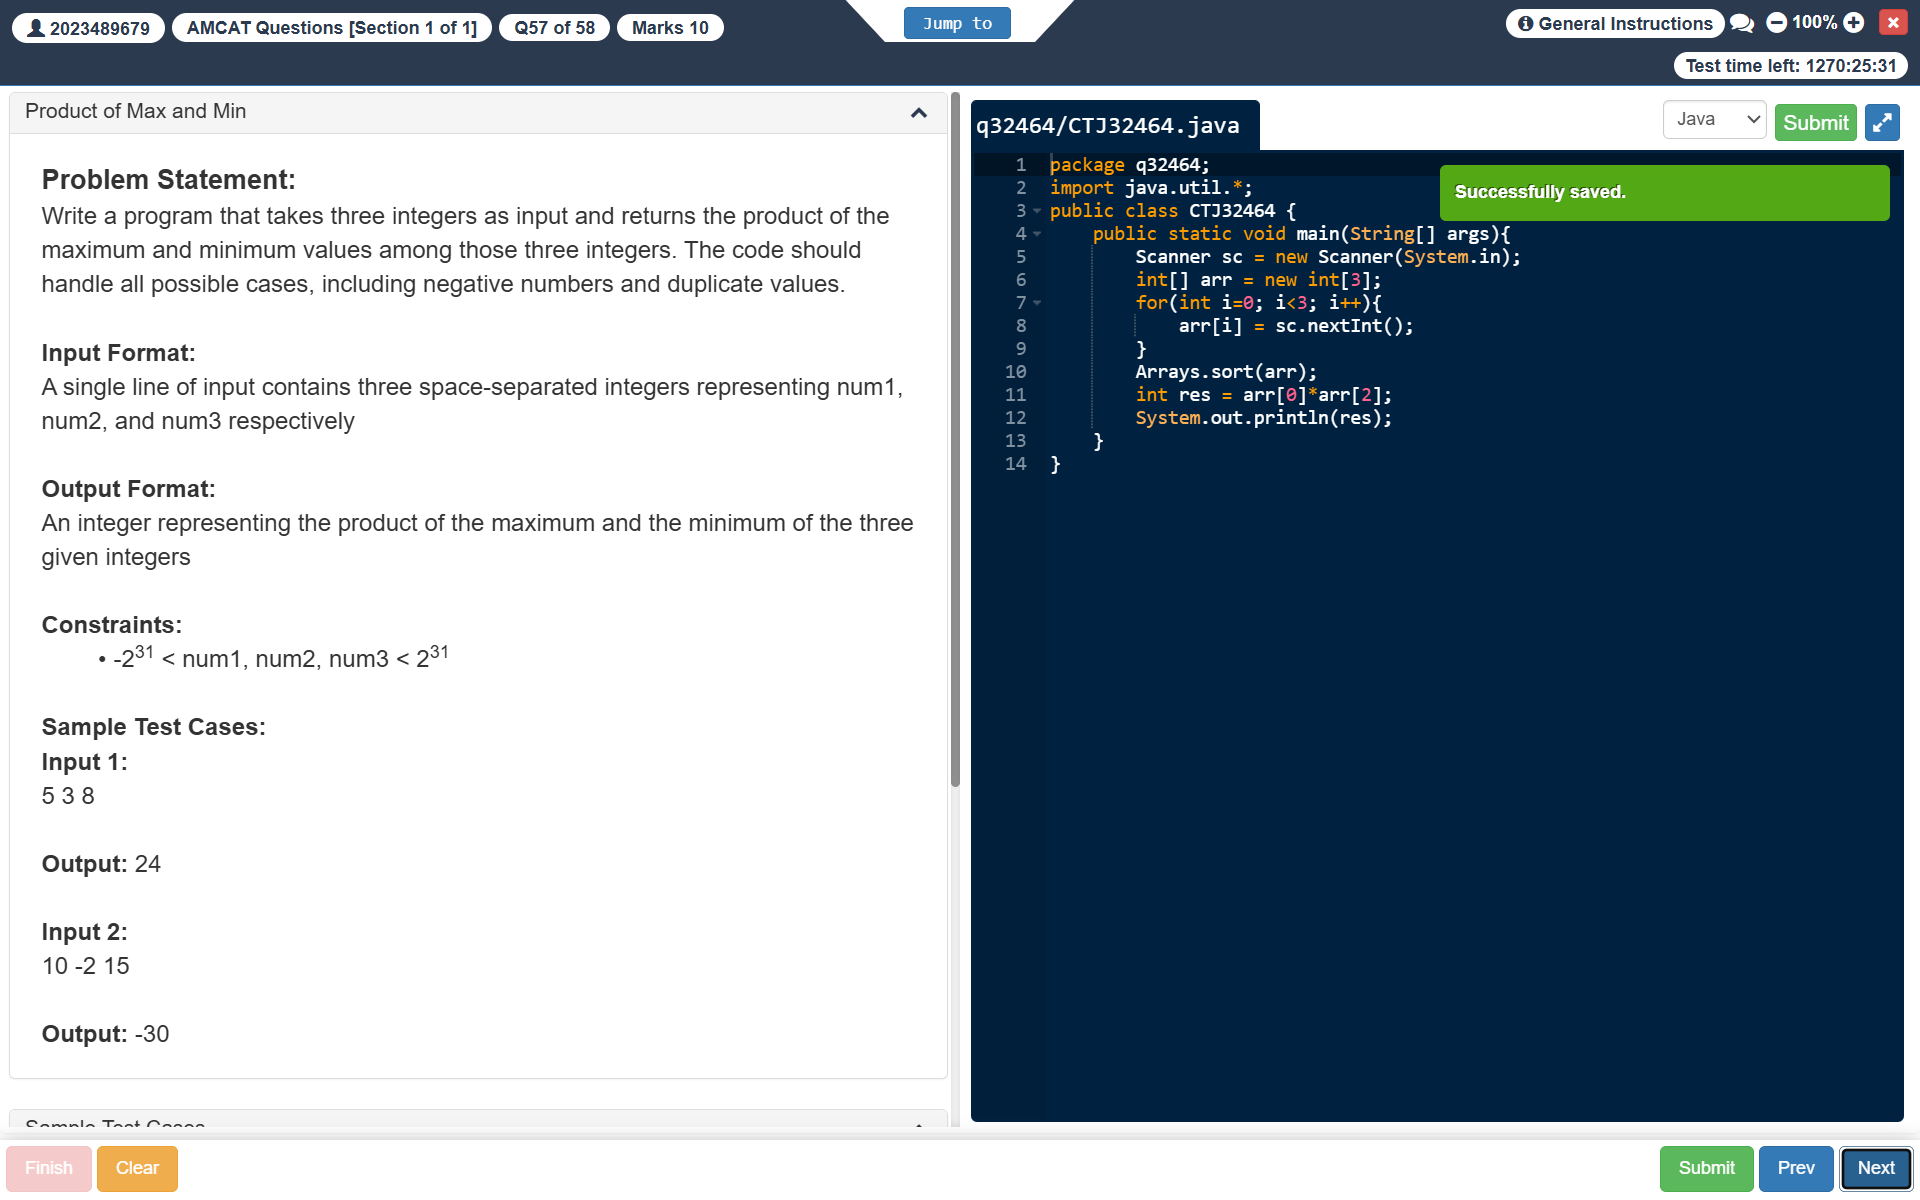 2023489679
AMCAT Questions [Section 1 of 1]
Q57 of 58
Marks 10
Jump to
General Instructions
100%
Test time left: 1270:25:31
Product of Max and Min
Problem Statement:
Write a program that takes three integers as input and returns the product of the
maximum and minimum values among those three integers. The code should
handle all possible cases, including negative numbers and duplicate values.
Input Format:
A single line of input contains three space-separated integers representing num1,
num2, and num3 respectively
Output Format:
An integer representing the product of the maximum and the minimum of the three
given integers
Constraints:
• -2³¹ < num1, num2, num3 < 2³¹
Sample Test Cases:
Input 1:
5 3 8
Output: 24
Input 2:
10 -2 15
Output: -30
Sample Test Cases
q32464/CTJ32464.java
Java
Submit
Successfully saved.
1 package q32464;
2 import java.util.*;
3 public class CTJ32464 {
4 public static void main(String[] args){
5 Scanner sc = new Scanner(System.in);
6 int[] arr = new int[3];
7 for(int i=0; i<3; i++){
8 arr[i] = sc.nextInt();
9 }
10 Arrays.sort(arr);
11 int res = arr[0]*arr[2];
12 System.out.println(res);
13 }
14 }
Finish
Clear
Submit
Prev
Next